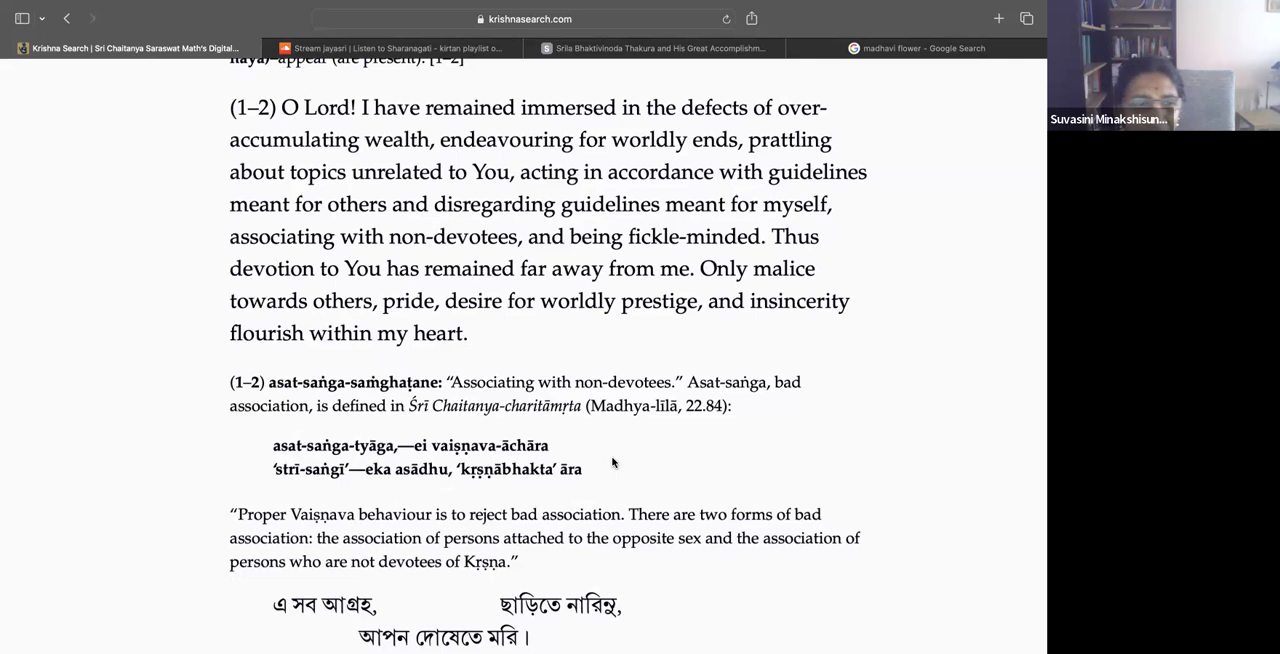 krishnasearch.com
Krishna Search | Sri Chaitanya Saraswat Math's Digital...
Stream jayasri | Listen to Sharanagati - kirtan playlist o...
Srila Bhaktivinoda Thakura and His Great Accomplishm...
madhavi flower - Google Search
Suvasini Minakshisun...
naya)–appear (are present). [1–2]
(1–2) O Lord! I have remained immersed in the defects of over-
accumulating wealth, endeavouring for worldly ends, prattling
about topics unrelated to You, acting in accordance with guidelines
meant for others and disregarding guidelines meant for myself,
associating with non-devotees, and being fickle-minded. Thus
devotion to You has remained far away from me. Only malice
towards others, pride, desire for worldly prestige, and insincerity
flourish within my heart.
(1–2) asat-saṅga-saṁghaṭane: “Associating with non-devotees.” Asat-saṅga, bad
association, is defined in Śrī Chaitanya-charitāmṛta (Madhya-līlā, 22.84):
asat-saṅga-tyāga,—ei vaiṣṇava-āchāra
‘strī-saṅgī’—eka asādhu, ‘kṛṣṇābhakta’ āra
“Proper Vaiṣṇava behaviour is to reject bad association. There are two forms of bad
association: the association of persons attached to the opposite sex and the association of
persons who are not devotees of Kṛṣṇa.”
এ সব আগ্রহ, ছাড়িতে নারিনু,
আপন দোষেতে মরি।